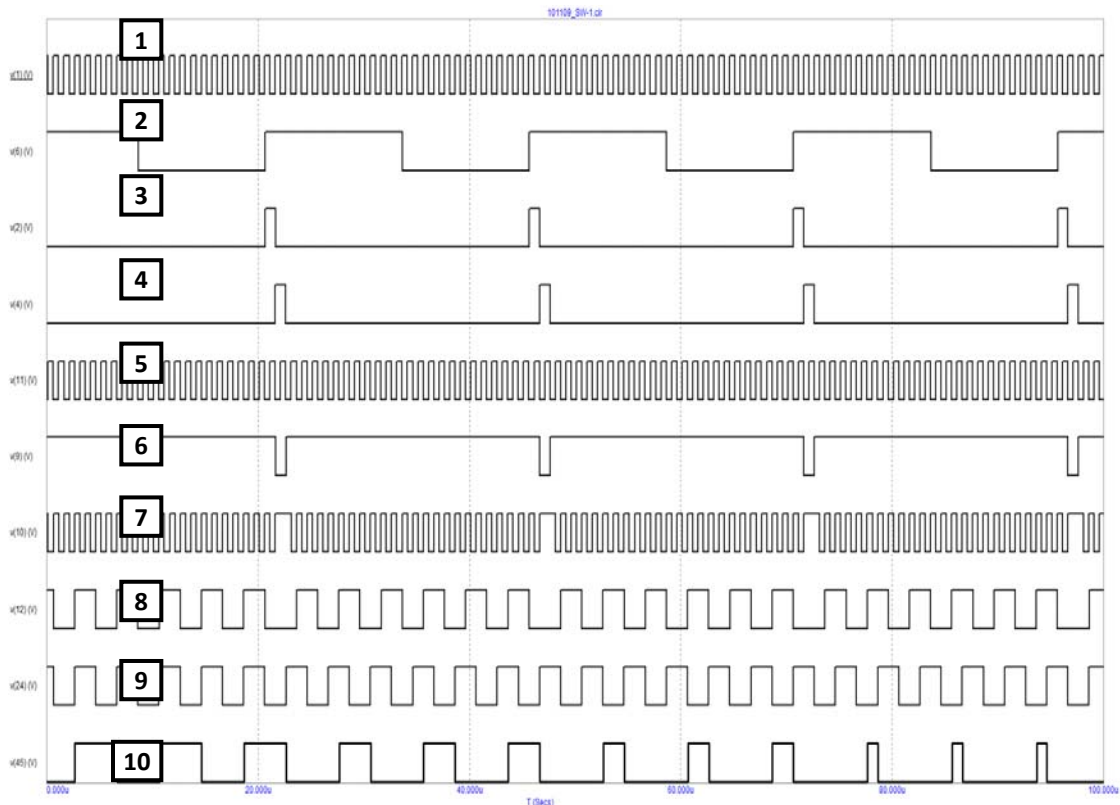 101109_SW-1.cir
1
v(1) (V)
2
v(6) (V)
3
v(2) (V)
4
v(4) (V)
5
v(11) (V)
6
v(9) (V)
7
v(10) (V)
8
v(12) (V)
9
v(24) (V)
10
v(45) (V)
0.000u 20.000u 40.000u 60.000u 80.000u 100.000u
T (Secs)